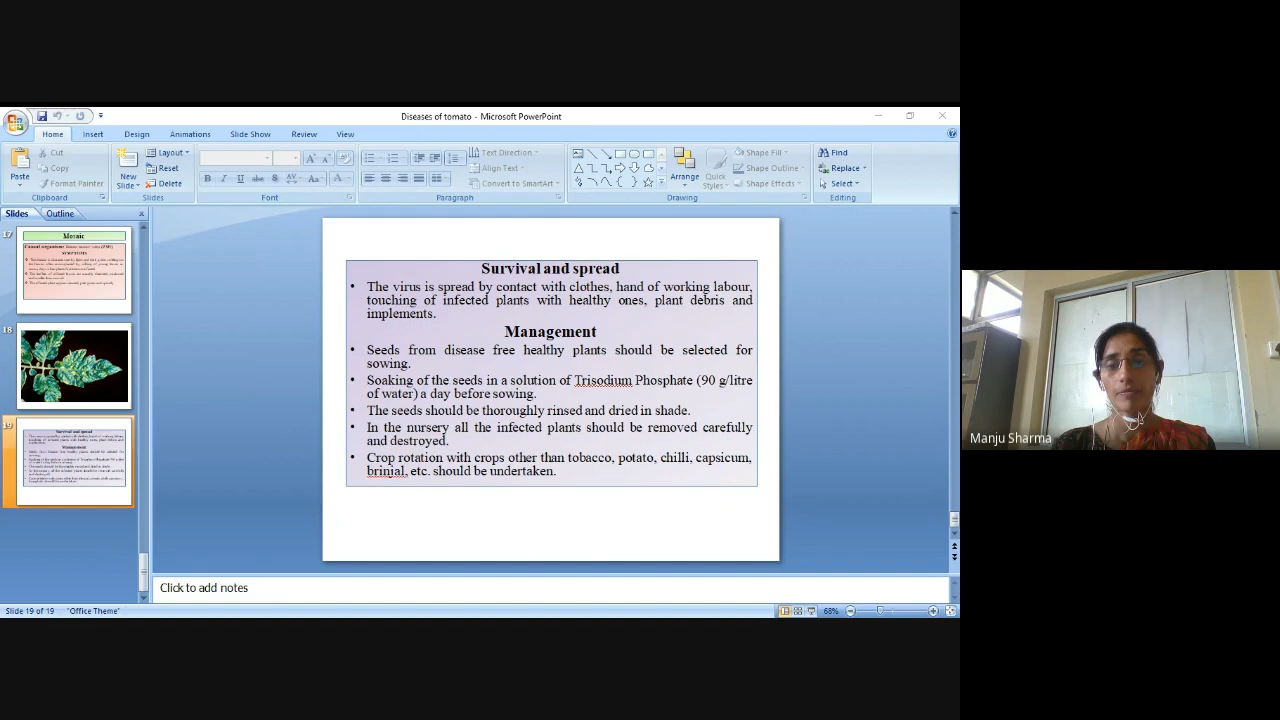 Diseases of tomato - Microsoft PowerPoint
Home Insert Design Animations Slide Show Review View
Paste
Cut
Copy
Format Painter
Clipboard
New Slide
Layout
Reset
Delete
Slides
B I U abc S AV Aa A
Font
Text Direction
Align Text
Convert to SmartArt
Paragraph
Arrange
Quick Styles
Shape Fill
Shape Outline
Shape Effects
Drawing
Find
Replace
Select
Editing
Slides Outline
17
Mosaic
SYMPTOMS
18
19
Survival and spread
Management
Survival and spread
• The virus is spread by contact with clothes, hand of working labour,
touching of infected plants with healthy ones, plant debris and
implements.
Management
• Seeds from disease free healthy plants should be selected for
sowing.
• Soaking of the seeds in a solution of Trisodium Phosphate (90 g/litre
of water) a day before sowing.
• The seeds should be thoroughly rinsed and dried in shade.
• In the nursery all the infected plants should be removed carefully
and destroyed.
• Crop rotation with crops other than tobacco, potato, chilli, capsicum,
brinjal, etc. should be undertaken.
Click to add notes
Slide 19 of 19 "Office Theme" 68%
Manju Sharma